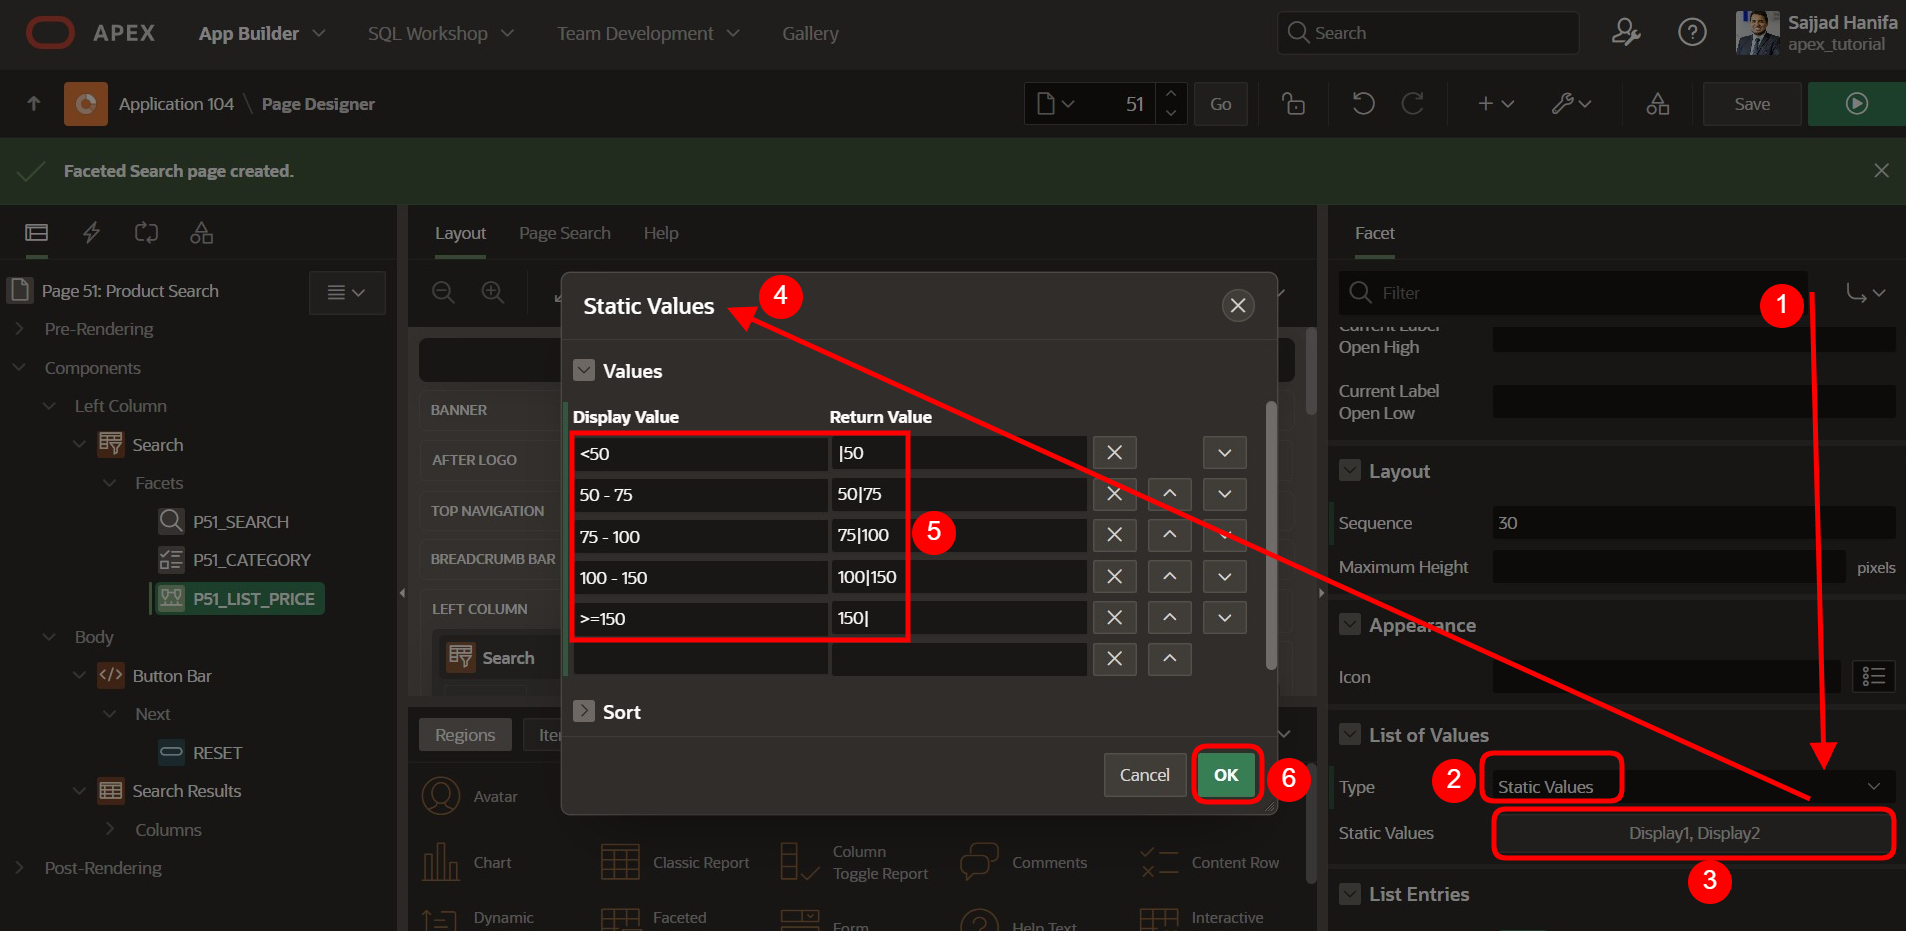 APEX
App Builder
SQL Workshop
Team Development
Gallery
Search
Sajjad Hanifa
apex_tutorial
Application 104 \ Page Designer
51
Go
Save
Faceted Search page created.
Layout
Page Search
Help
Facet
Page 51: Product Search
Pre-Rendering
Components
Left Column
Search
Facets
P51_SEARCH
P51_CATEGORY
P51_LIST_PRICE
Body
Button Bar
Next
RESET
Search Results
Columns
Post-Rendering
BANNER
AFTER LOGO
TOP NAVIGATION
BREADCRUMB BAR
LEFT COLUMN
Search
Regions
Avatar
Chart
Classic Report
Column
Toggle Report
Comments
Content Row
Dynamic
Faceted
Form
Help Text
Interactive
Static Values
4
Values
Display Value
Return Value
<50
|50
50 - 75
50|75
75 - 100
75|100
100 - 150
100|150
>=150
150|
5
Sort
Cancel
OK
6
Filter
1
Current Label
Open High
Current Label
Open Low
Layout
Sequence
30
Maximum Height
pixels
Appearance
Icon
List of Values
Type
2
Static Values
Static Values
Display1, Display2
3
List Entries